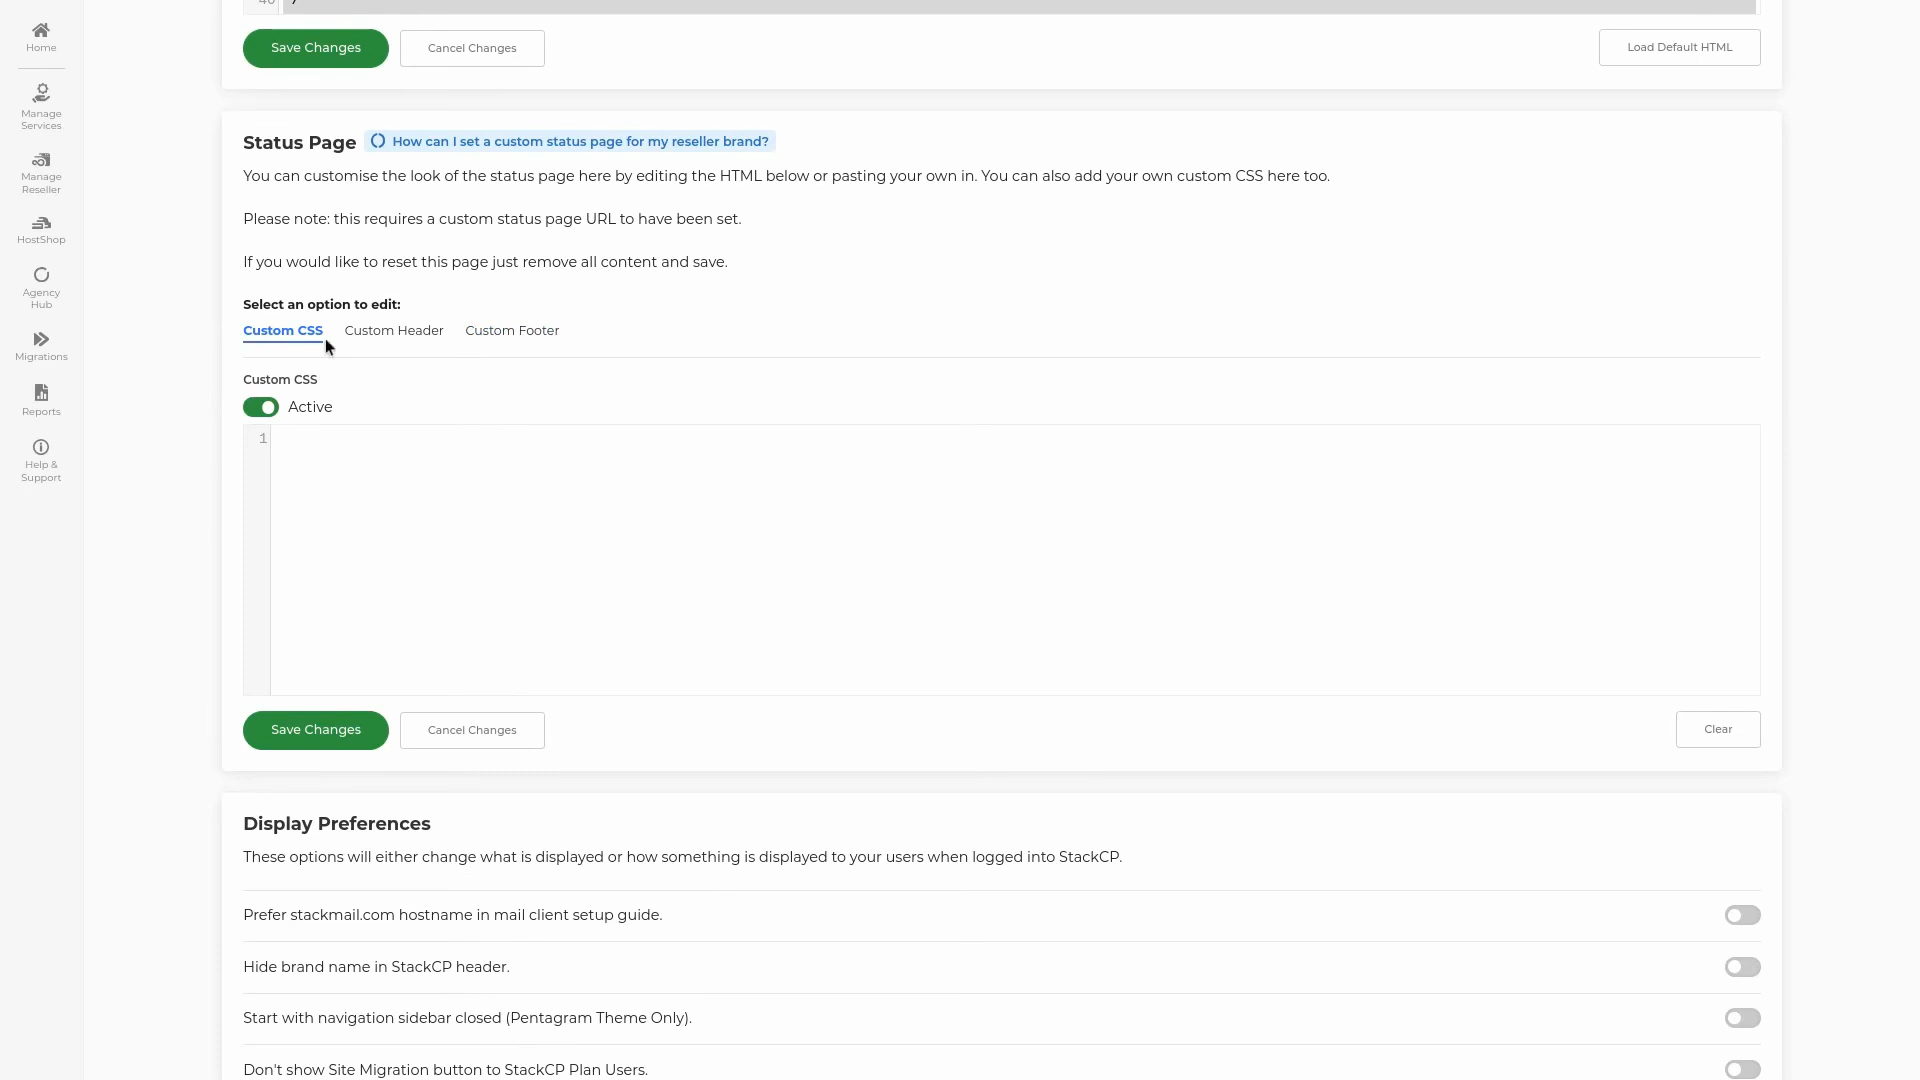 Home
Manage
Services
Manage
Reseller
HostShop
Agency
Hub
Migrations
Reports
Help &
Support
40
Save Changes
Cancel Changes
Load Default HTML
Status Page
How can I set a custom status page for my reseller brand?
You can customise the look of the status page here by editing the HTML below or pasting your own in. You can also add your own custom CSS here too.
Please note: this requires a custom status page URL to have been set.
If you would like to reset this page just remove all content and save.
Select an option to edit:
Custom CSS
Custom Header
Custom Footer
Custom CSS
Active
1
Save Changes
Cancel Changes
Clear
Display Preferences
These options will either change what is displayed or how something is displayed to your users when logged into StackCP.
Prefer stackmail.com hostname in mail client setup guide.
Hide brand name in StackCP header.
Start with navigation sidebar closed (Pentagram Theme Only).
Don't show Site Migration button to StackCP Plan Users.